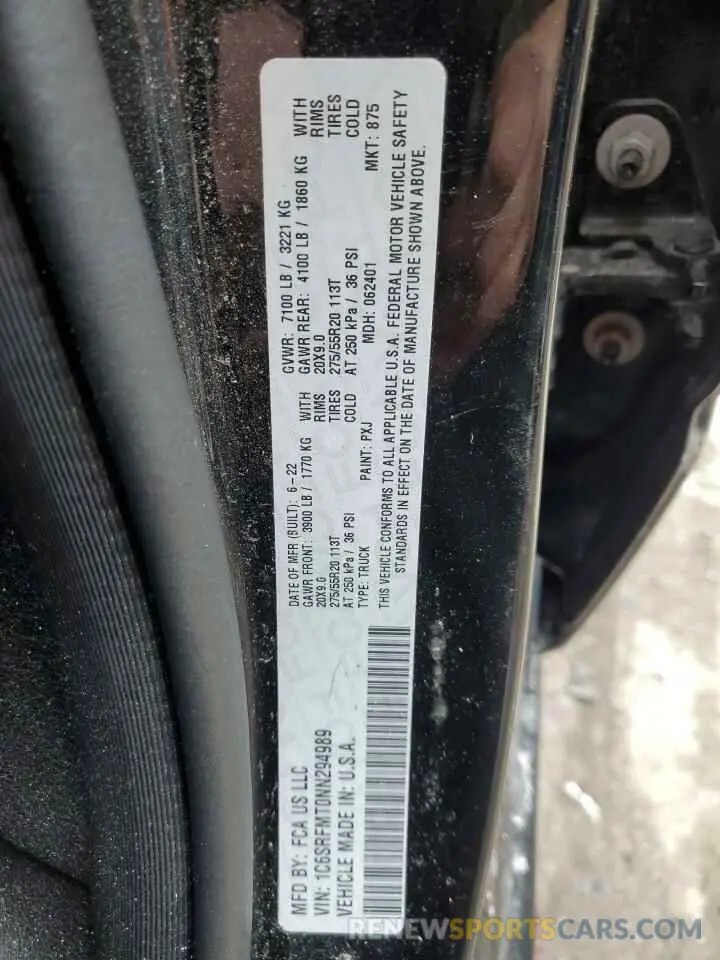 MFD BY: FCA US LLC
VIN: 1C6SRFMT0NN294989
VEHICLE MADE IN: U.S.A.
DATE OF MFR (BUILT): 6-22
GAWR FRONT: 3900 LB / 1770 KG WITH
20X9.0 RIMS
275/55R20 113T TIRES
AT 250 kPa / 36 PSI COLD
TYPE: TRUCK PAINT: PXJ
GVWR: 7100 LB / 3221 KG
GAWR REAR: 4100 LB / 1860 KG WITH
20X9.0 RIMS
275/55R20 113T TIRES
AT 250 kPa / 36 PSI COLD
MDH: 062401 MKT: 875
THIS VEHICLE CONFORMS TO ALL APPLICABLE U.S.A. FEDERAL MOTOR VEHICLE SAFETY
STANDARDS IN EFFECT ON THE DATE OF MANUFACTURE SHOWN ABOVE.
RENEWSPORTSCARS.COM